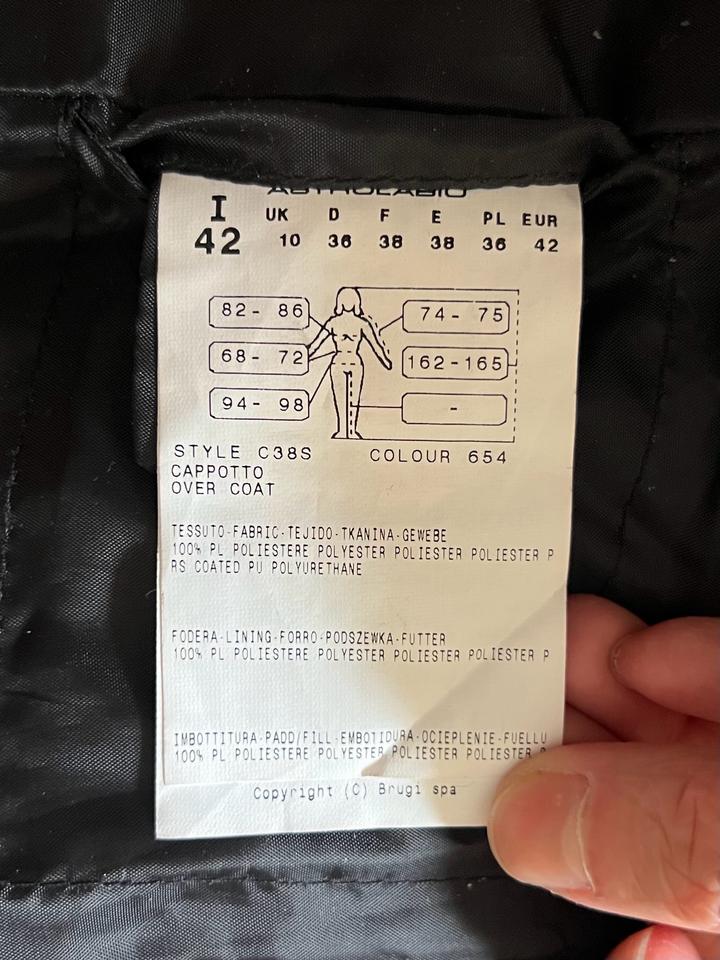 ASTROLABIO
I UK D F E PL EUR
42 10 36 38 38 36 42
82- 86 74- 75
68- 72 162-165
94- 98 -
STYLE C38S COLOUR 654
CAPPOTTO
OVER COAT
TESSUTO-FABRIC-TEJIDO-TKANINA-GEWEBE
100% PL POLIESTERE POLYESTER POLIESTER POLIESTER P
RS COATED PU POLYURETHANE
FODERA-LINING-FORRO-PODSZEWKA-FUTTER
100% PL POLIESTERE POLYESTER POLIESTER POLIESTER P
IMBOTTITURA-PADD/FILL-EMBOTIDURA-OCIEPLENIE-FUELLU
100% PL POLIESTERE POLYESTER POLIESTER POLIESTER P
Copyright (C) Brugi spa